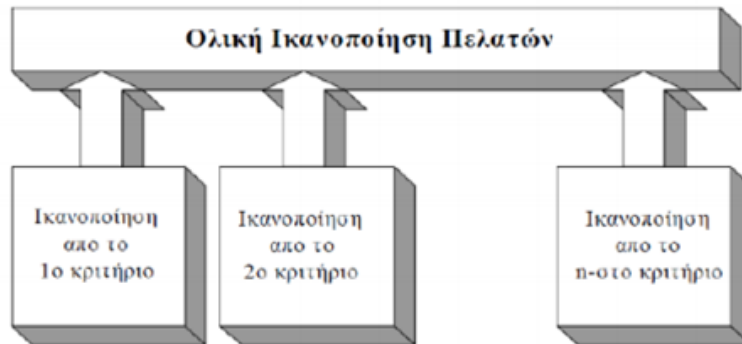 Ολική Ικανοποίηση Πελατών
Ικανοποίηση
απο το
1ο κριτήριο
Ικανοποίηση
απο το
2ο κριτήριο
Ικανοποίηση
απο το
n-στο κριτήριο